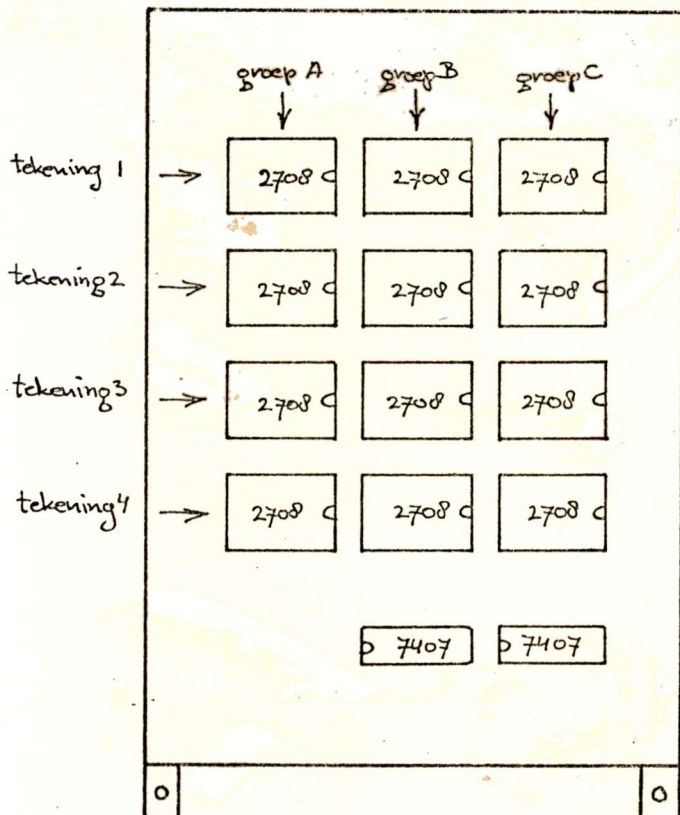 groep A groep B groep C
tekening 1 2708 2708 2708
tekening 2 2708 2708 2708
tekening 3 2708 2708 2708
tekening 4 2708 2708 2708
7407 7407